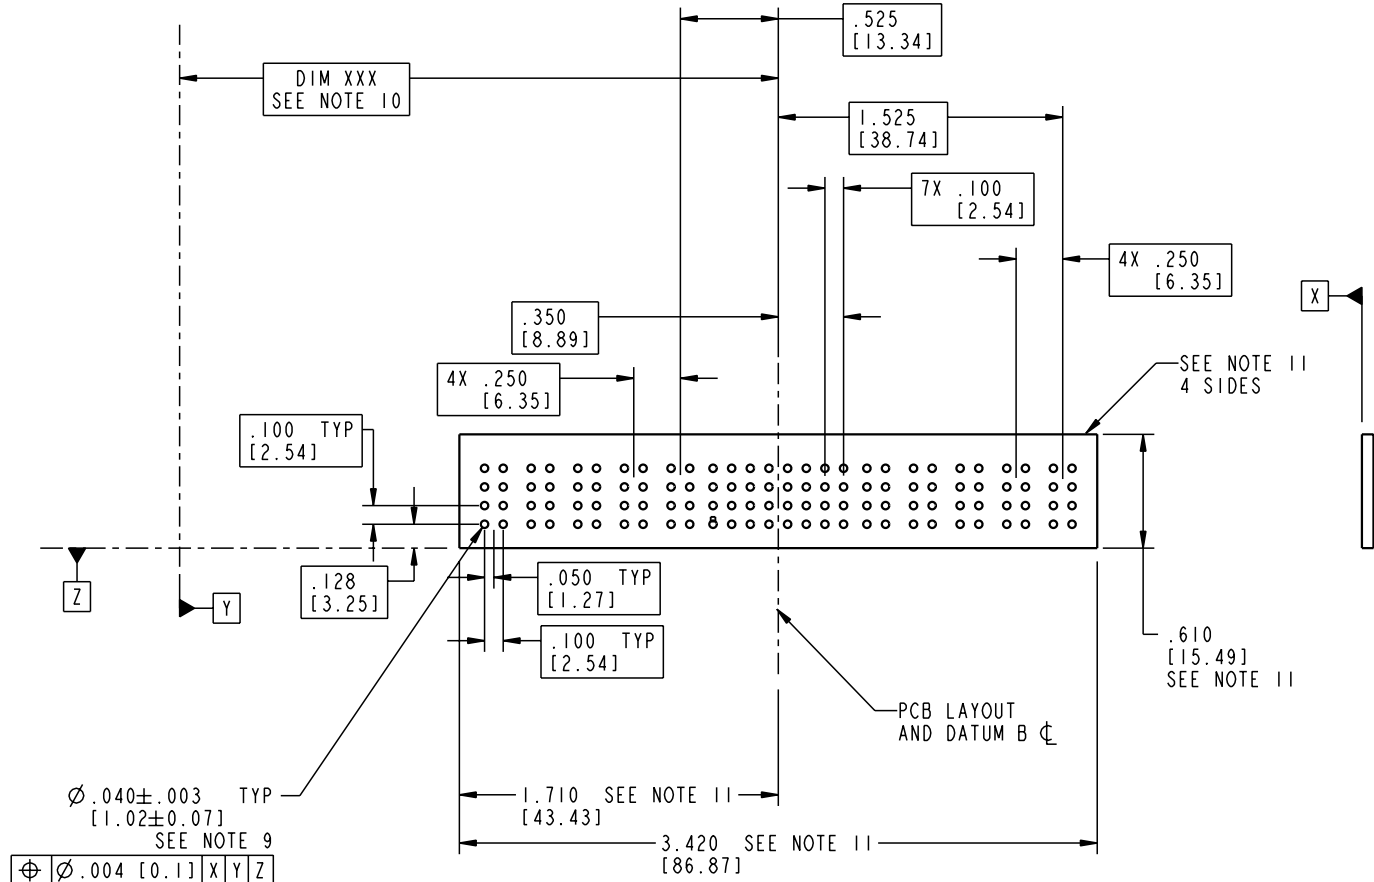 .525
[13.34]
DIM XXX
SEE NOTE 10
1.525
[38.74]
7X .100
[2.54]
4X .250
[6.35]
X
.350
[8.89]
4X .250
[6.35]
SEE NOTE 11
4 SIDES
.100 TYP
[2.54]
.128
[3.25]
Z
Y
.050 TYP
[1.27]
.100 TYP
[2.54]
.610
[15.49]
SEE NOTE 11
PCB LAYOUT
AND DATUM B ℄
Ø.040±.003 TYP
[1.02±0.07]
SEE NOTE 9
⌖ Ø.004 [0.1] X Y Z
1.710 SEE NOTE 11
[43.43]
3.420 SEE NOTE 11
[86.87]